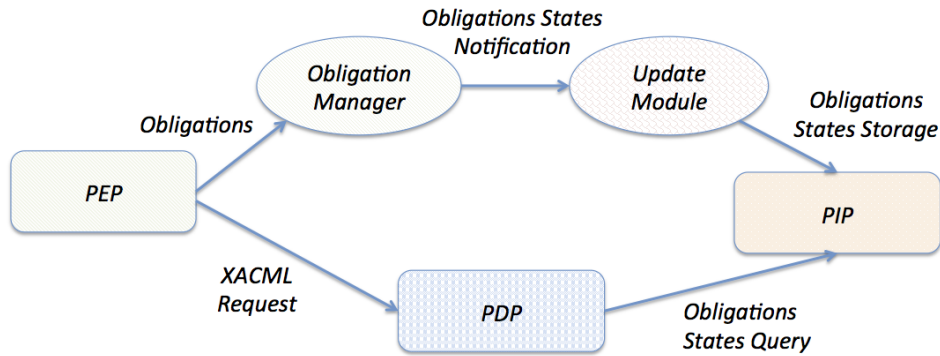 Obligations States
Notification
Obligation
Manager
Update
Module
Obligations
Obligations
States Storage
PEP
PIP
XACML
Request
PDP
Obligations
States Query